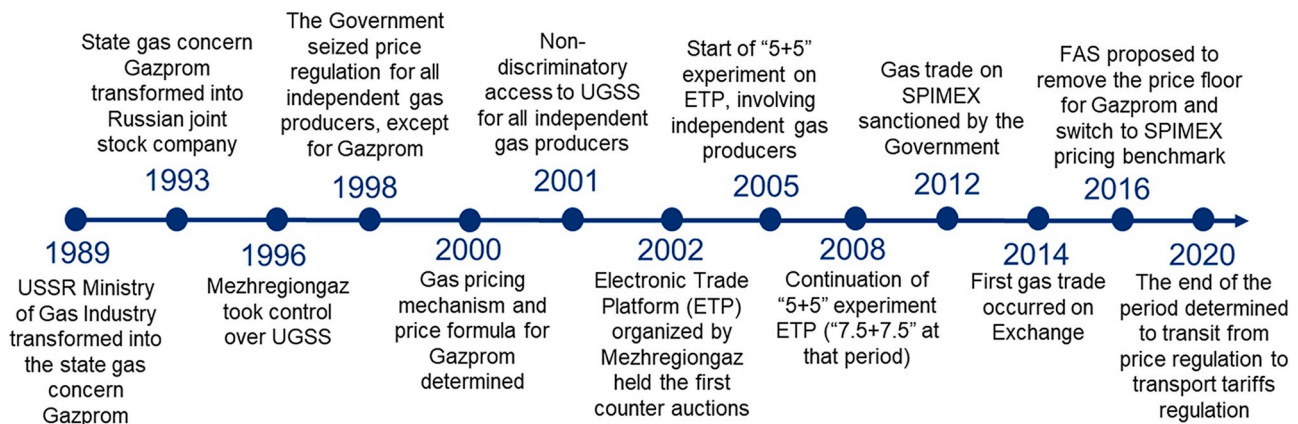 State gas concern
Gazprom
transformed into
Russian joint
stock company
1993
The Government
seized price
regulation for all
independent gas
producers, except
for Gazprom
1998
Non-
discriminatory
access to UGSS
for all independent
gas producers
2001
Start of “5+5”
experiment on
ETP, involving
independent gas
producers
2005
Gas trade on
SPIMEX
sanctioned by the
Government
2012
FAS proposed to
remove the price floor
for Gazprom and
switch to SPIMEX
pricing benchmark
2016
1989
USSR Ministry
of Gas Industry
transformed into
the state gas
concern
Gazprom
1996
Mezhregiongaz
took control
over UGSS
2000
Gas pricing
mechanism and
price formula for
Gazprom
determined
2002
Electronic Trade
Platform (ETP)
organized by
Mezhregiongaz
held the first
counter auctions
2008
Continuation of
“5+5” experiment
ETP (“7.5+7.5” at
that period)
2014
First gas trade
occurred on
Exchange
2020
The end of the
period determined
to transit from
price regulation to
transport tariffs
regulation